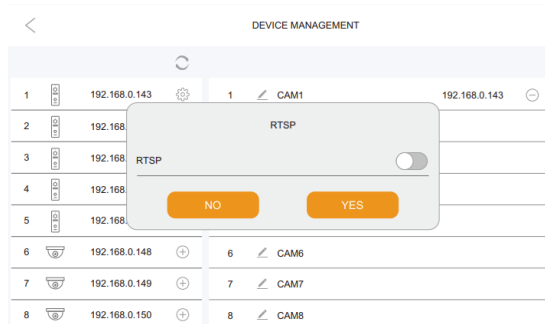 DEVICE MANAGEMENT
1 192.168.0.143 1 CAM1 192.168.0.143
2 192.168.
RTSP
3 192.168.
RTSP
4 192.168.
5 192.168.
NO YES
6 192.168.0.148 6 CAM6
7 192.168.0.149 7 CAM7
8 192.168.0.150 8 CAM8